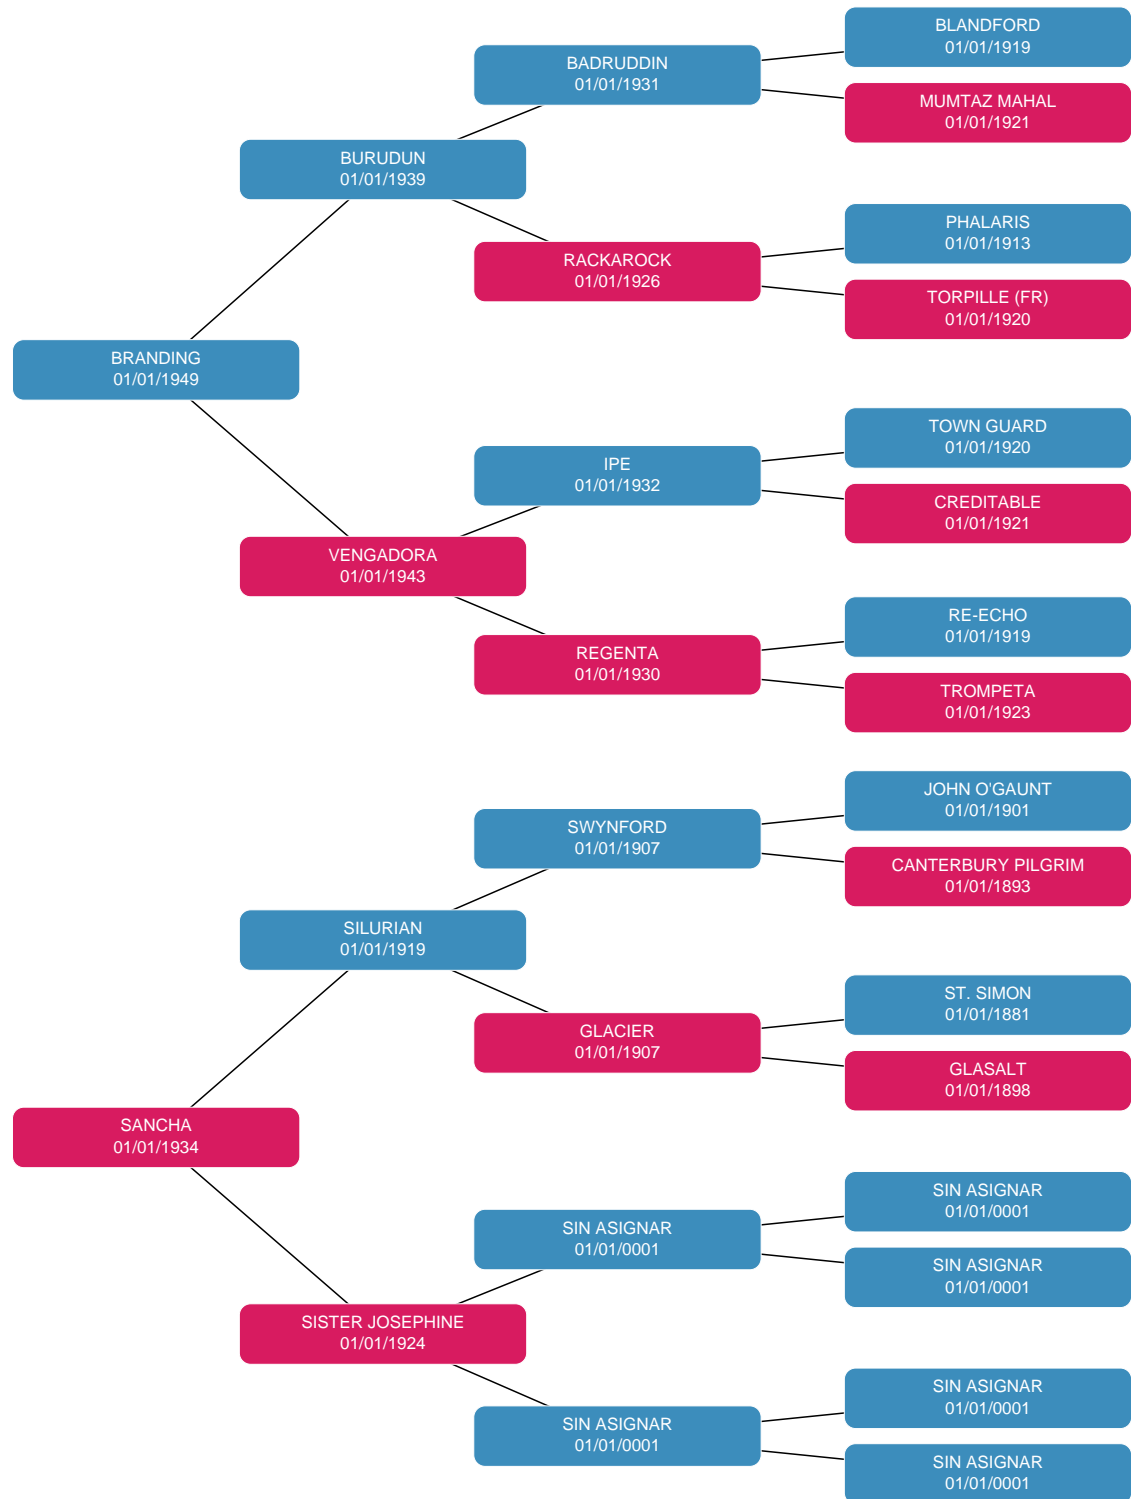 BLANDFORD
01/01/1919
BADRUDDIN
01/01/1931
MUMTAZ MAHAL
01/01/1921
BURUDUN
01/01/1939
PHALARIS
01/01/1913
RACKAROCK
01/01/1926
TORPILLE (FR)
01/01/1920
BRANDING
01/01/1949
TOWN GUARD
01/01/1920
IPE
01/01/1932
CREDITABLE
01/01/1921
VENGADORA
01/01/1943
RE-ECHO
01/01/1919
REGENTA
01/01/1930
TROMPETA
01/01/1923
JOHN O'GAUNT
01/01/1901
SWYNFORD
01/01/1907
CANTERBURY PILGRIM
01/01/1893
SILURIAN
01/01/1919
ST. SIMON
01/01/1881
GLACIER
01/01/1907
GLASALT
01/01/1898
SANCHA
01/01/1934
SIN ASIGNAR
01/01/0001
SIN ASIGNAR
01/01/0001
SIN ASIGNAR
01/01/0001
SISTER JOSEPHINE
01/01/1924
SIN ASIGNAR
01/01/0001
SIN ASIGNAR
01/01/0001
SIN ASIGNAR
01/01/0001